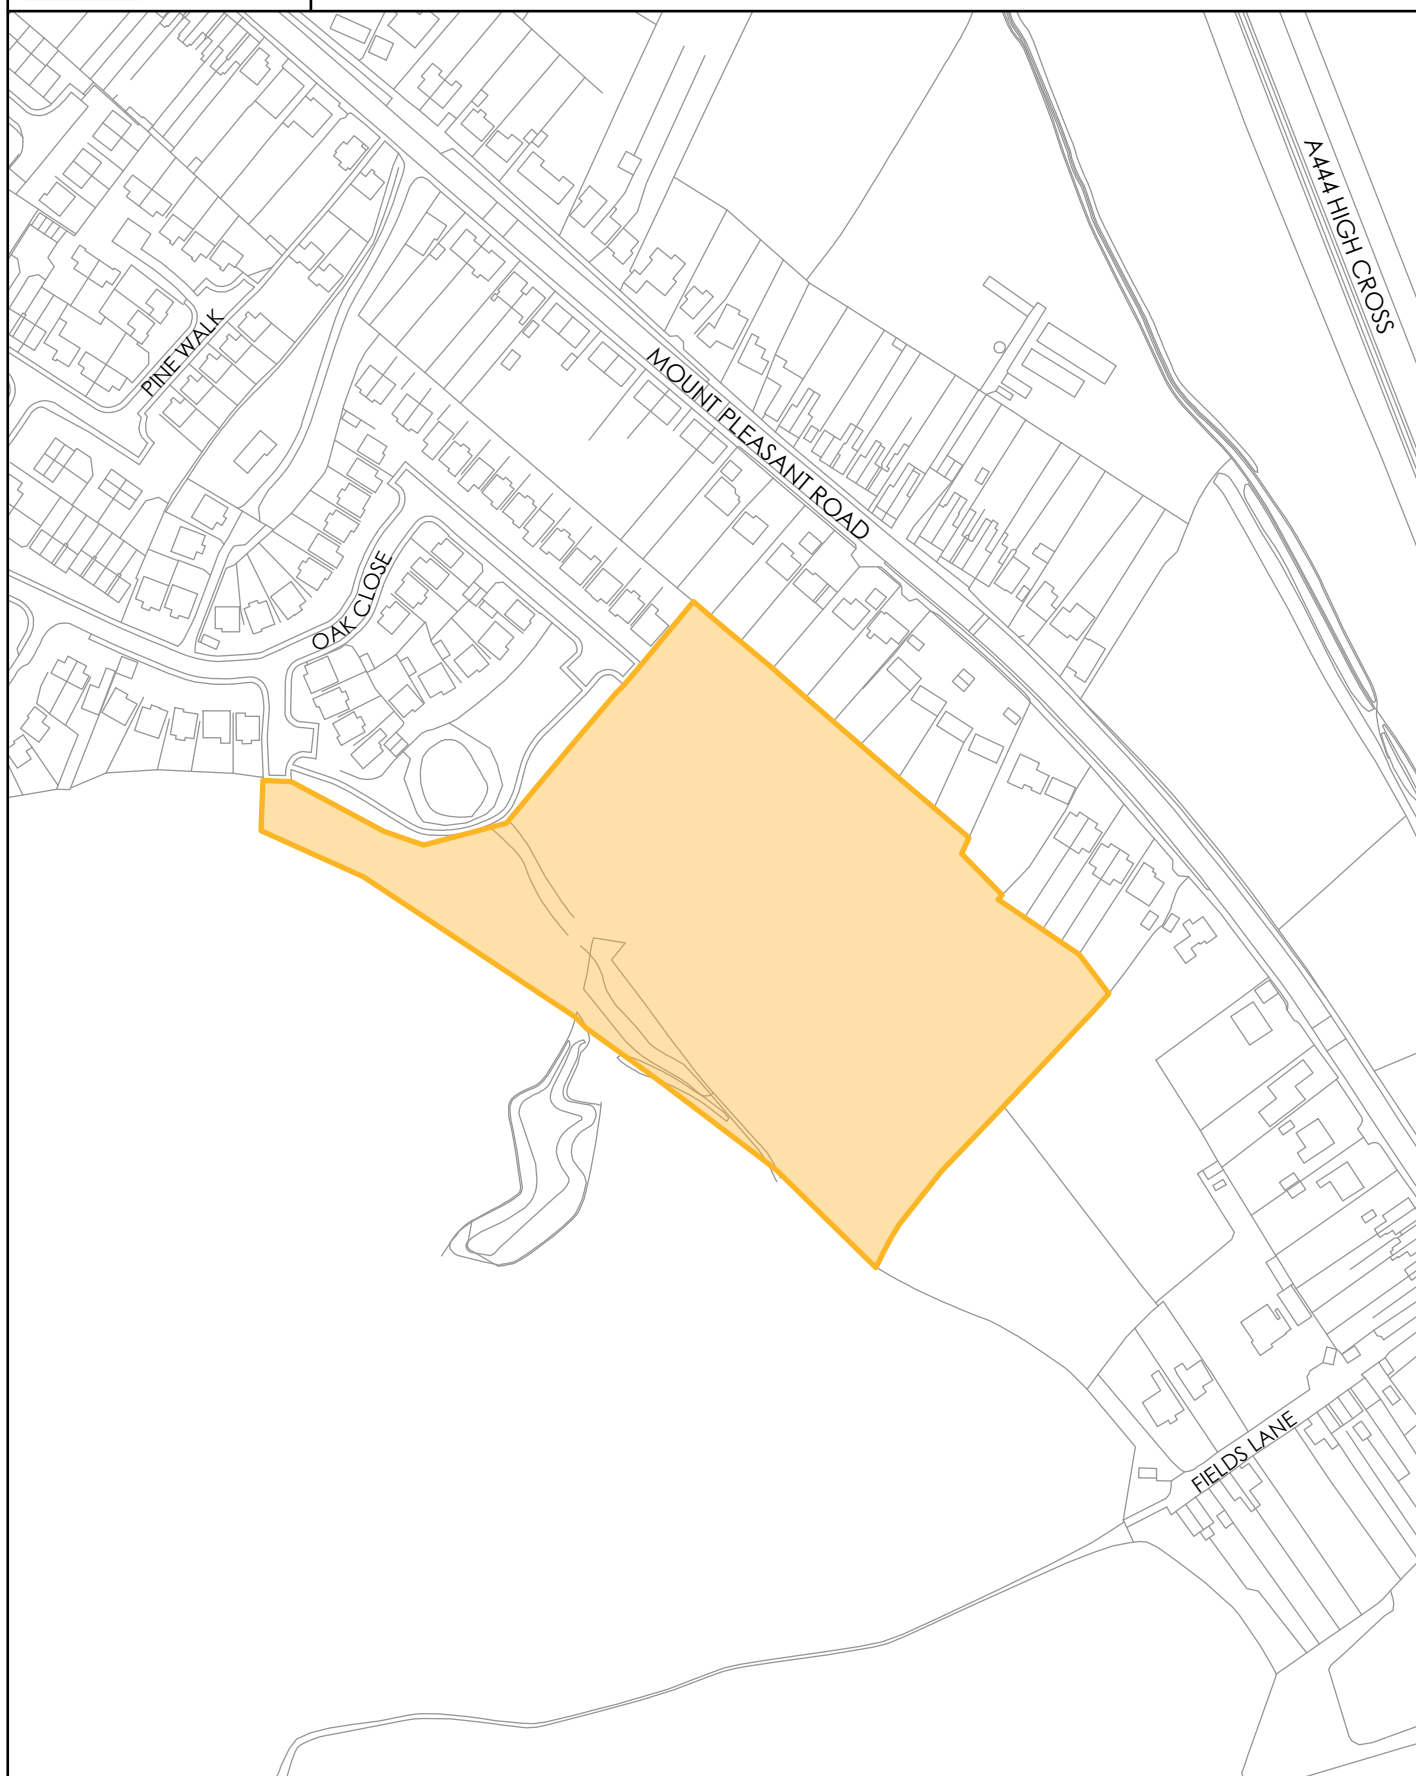 A444 HIGH CROSS
PINE WALK
MOUNT PLEASANT ROAD
OAK CLOSE
FIELDS LANE